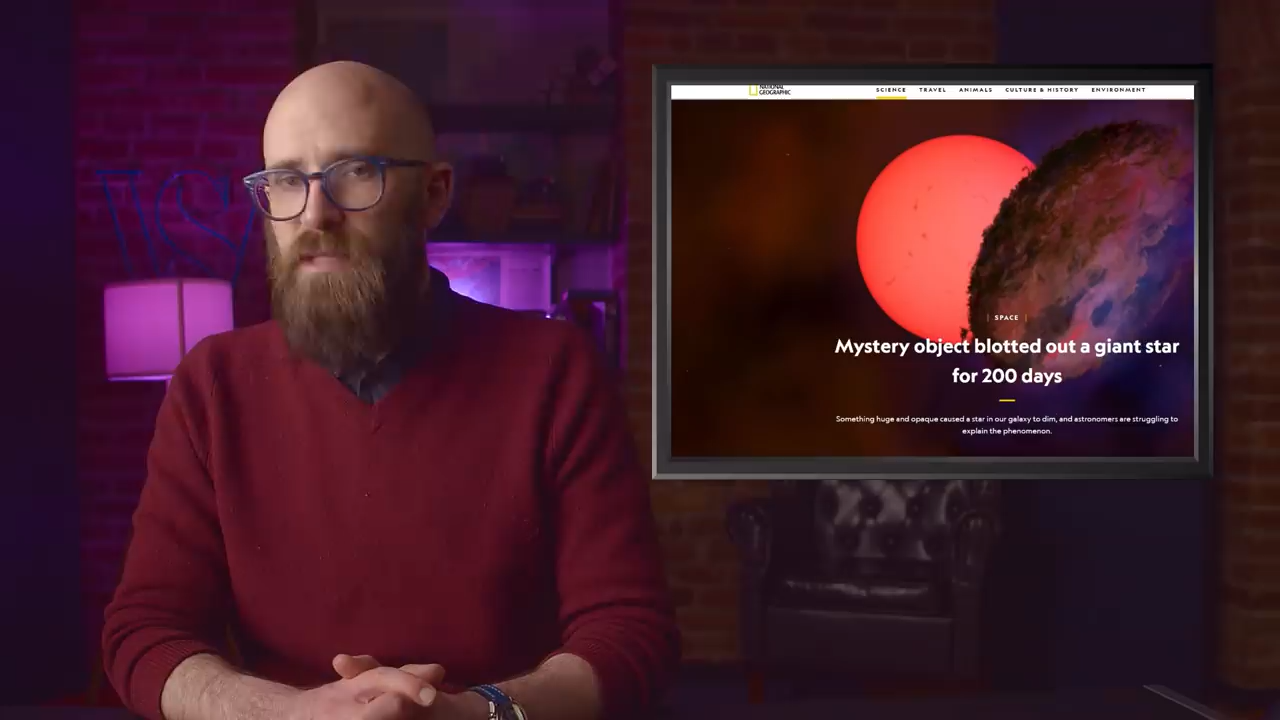 VS
NATIONAL
GEOGRAPHIC
SCIENCE TRAVEL ANIMALS CULTURE & HISTORY ENVIRONMENT
SPACE
Mystery object blotted out a giant star
for 200 days
Something huge and opaque caused a star in our galaxy to dim, and astronomers are struggling to
explain the phenomenon.